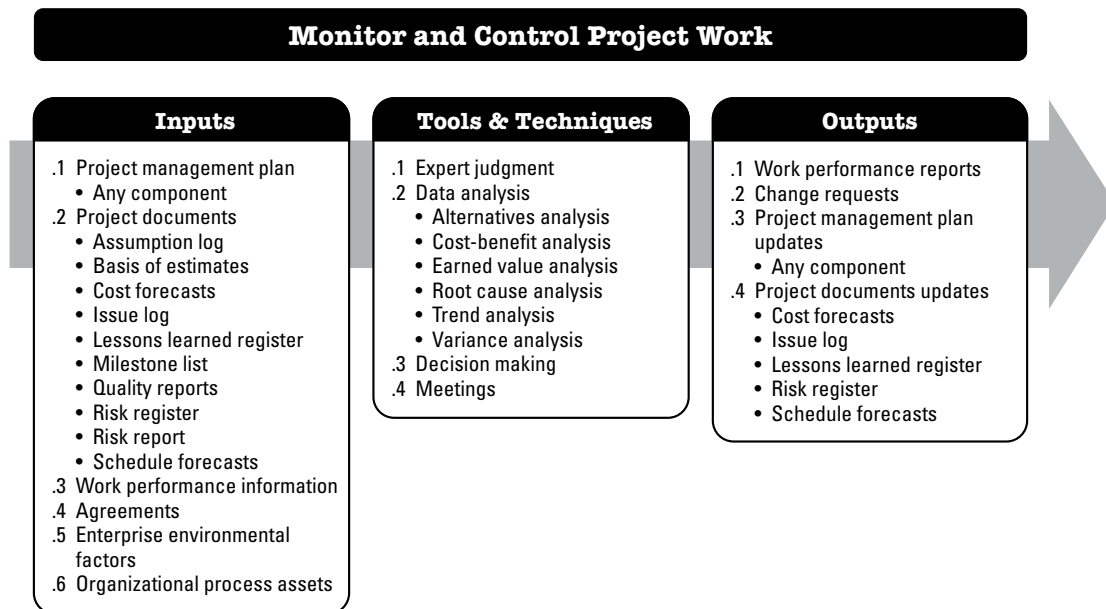 Monitor and Control Project Work
Inputs
.1 Project management plan
• Any component
.2 Project documents
• Assumption log
• Basis of estimates
• Cost forecasts
• Issue log
• Lessons learned register
• Milestone list
• Quality reports
• Risk register
• Risk report
• Schedule forecasts
.3 Work performance information
.4 Agreements
.5 Enterprise environmental
factors
.6 Organizational process assets
Tools & Techniques
.1 Expert judgment
.2 Data analysis
• Alternatives analysis
• Cost-benefit analysis
• Earned value analysis
• Root cause analysis
• Trend analysis
• Variance analysis
.3 Decision making
.4 Meetings
Outputs
.1 Work performance reports
.2 Change requests
.3 Project management plan
updates
• Any component
.4 Project documents updates
• Cost forecasts
• Issue log
• Lessons learned register
• Risk register
• Schedule forecasts